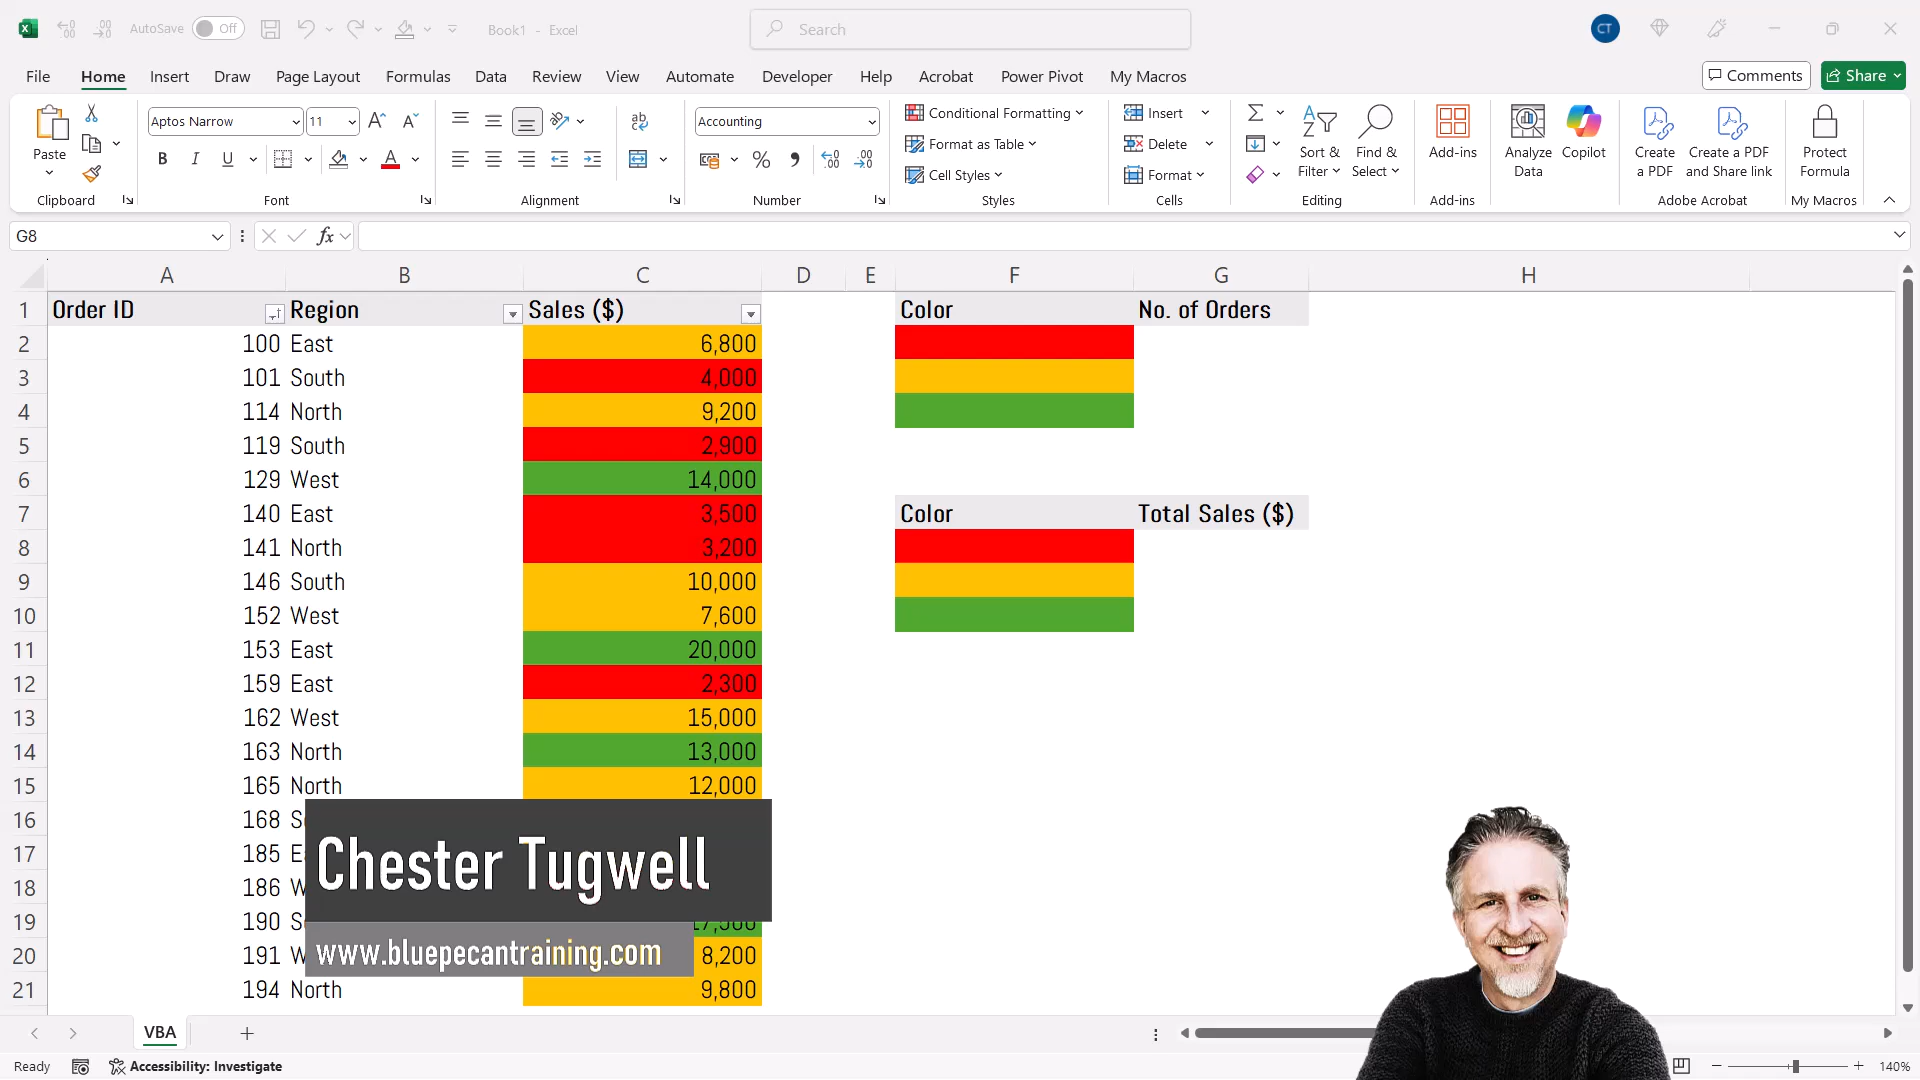 AutoSave Off Book1 - Excel Search CT
File Home Insert Draw Page Layout Formulas Data Review View Automate Developer Help Acrobat Power Pivot My Macros Comments Share
Paste
Clipboard
Aptos Narrow 11
B I U A
Font
ab
Alignment
Accounting
%
Number
Conditional Formatting
Format as Table
Cell Styles
Styles
Insert
Delete
Format
Cells
Sort & Filter
Find & Select
Editing
Add-ins
Add-ins
Analyze Data
Copilot
Create a PDF
Create a PDF and Share link
Adobe Acrobat
Protect Formula
My Macros
G8 fx
A B C D E F G H
1 Order ID Region Sales ($) Color No. of Orders
2 100 East 6,800
3 101 South 4,000
4 114 North 9,200
5 119 South 2,900
6 129 West 14,000
7 140 East 3,500 Color Total Sales ($)
8 141 North 3,200
9 146 South 10,000
10 152 West 7,600
11 153 East 20,000
12 159 East 2,300
13 162 West 15,000
14 163 North 13,000
15 165 North 12,000
16 168
17 185
18 186
19 190
20 191 8,200
21 194 North 9,800
Chester Tugwell
www.bluepecantraining.com
VBA
Ready Accessibility: Investigate 140%